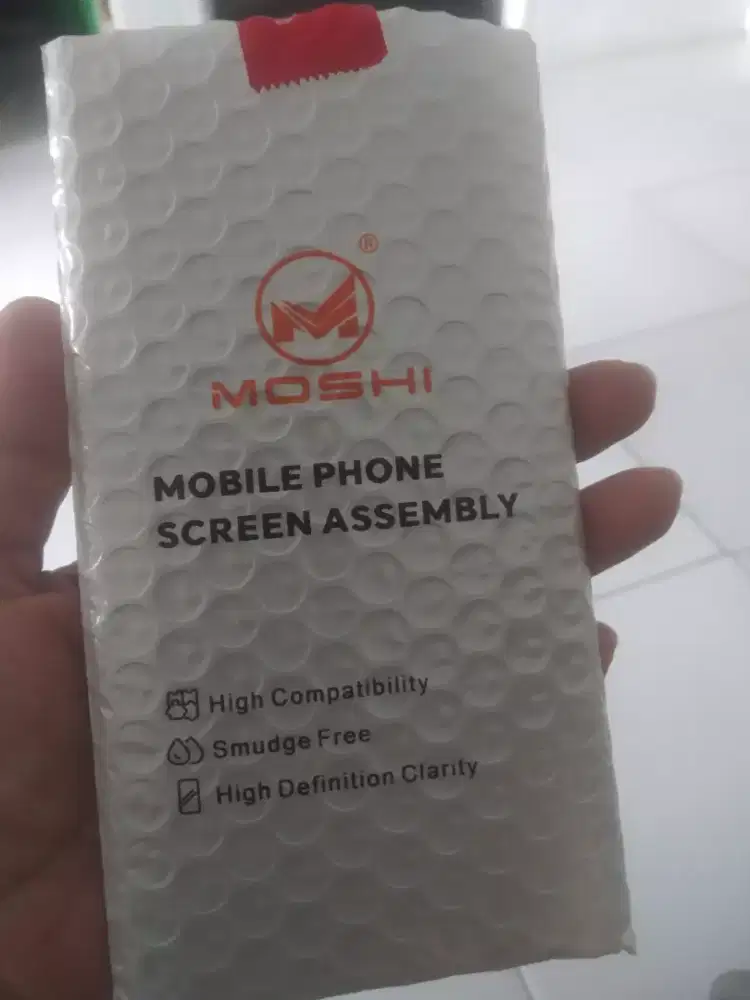 ®
M
MOSHI
MOBILE PHONE
SCREEN ASSEMBLY
High Compatibility
Smudge Free
High Definition Clarity